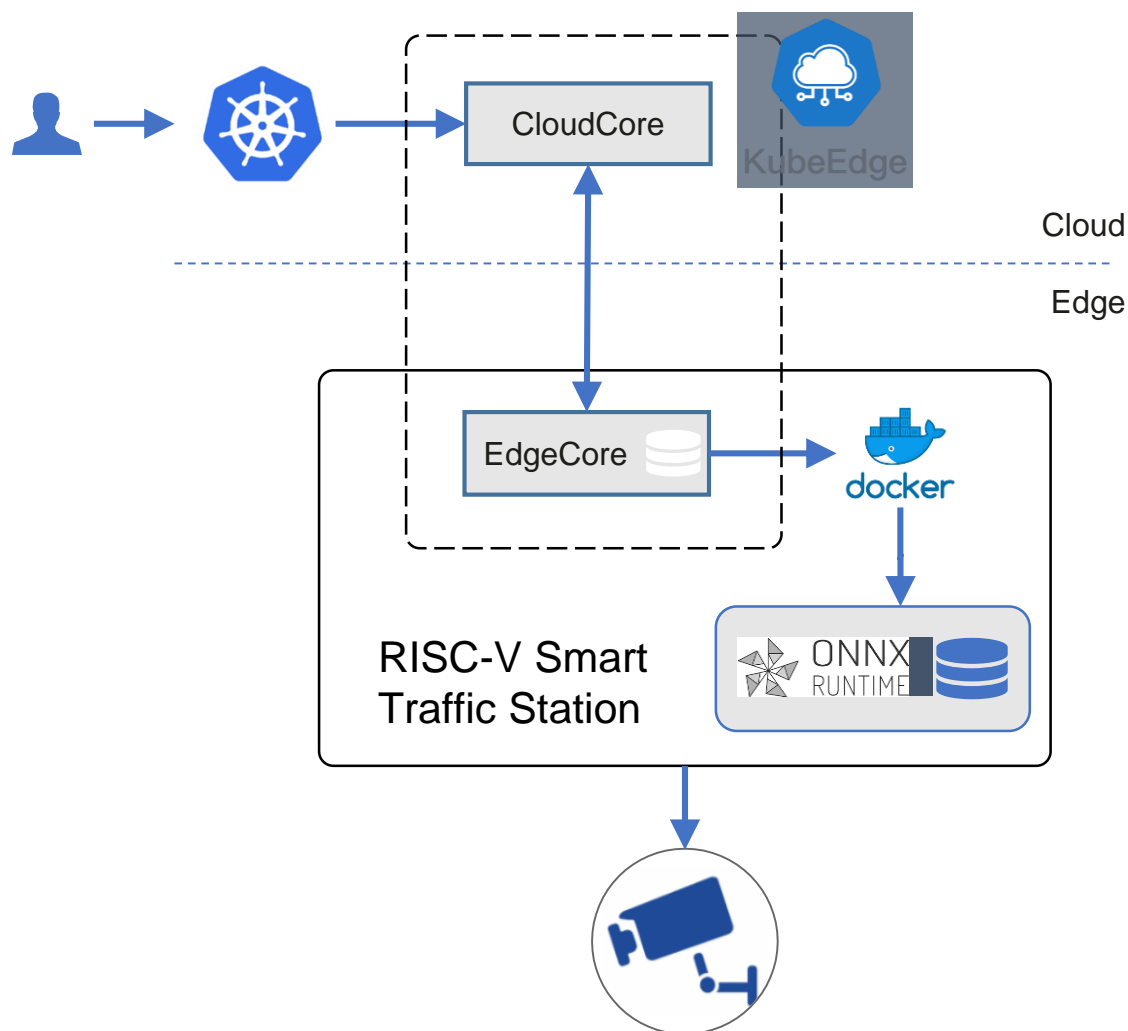 CloudCore
KubeEdge
Cloud
Edge
EdgeCore
docker
ONNX
RUNTIME
RISC-V Smart
Traffic Station